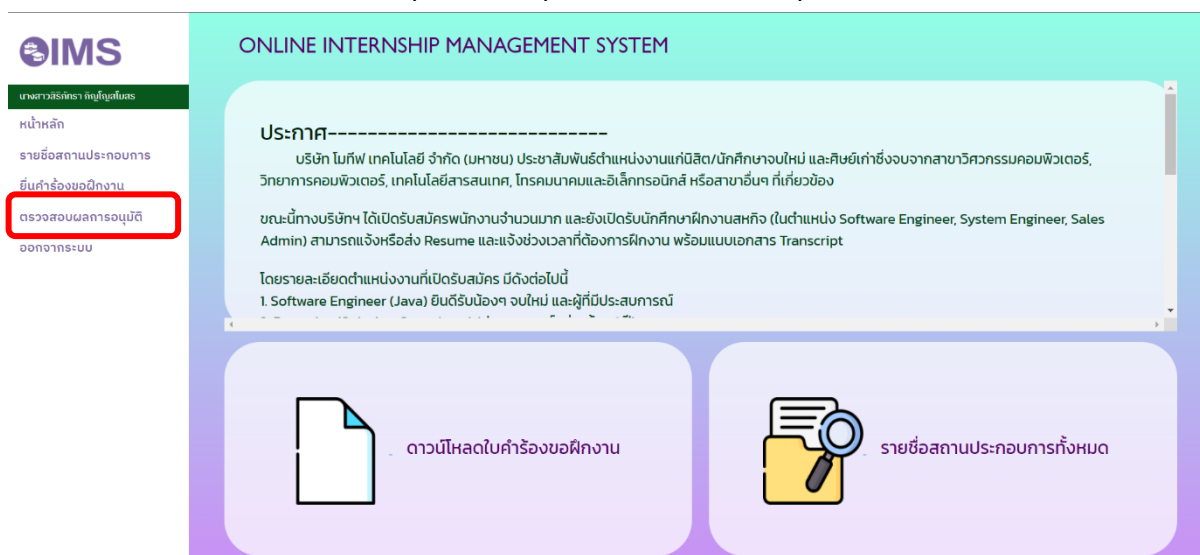 OIMS
ONLINE INTERNSHIP MANAGEMENT SYSTEM
หน้าหลัก
รายชื่อสถานประกอบการ
ยื่นคำร้องขอฝึกงาน
ตรวจสอบผลการอนุมัติ
ออกจากระบบ
ประกาศ----------------------------
บริษัท โมทีฟ เทคโนโลยี จำกัด (มหาชน) ประชาสัมพันธ์ตำแหน่งงานแก่นิสิต/นักศึกษาจบใหม่ และศิษย์เก่าซึ่งจบจากสาขาวิศวกรรมคอมพิวเตอร์,
วิทยาการคอมพิวเตอร์, เทคโนโลยีสารสนเทศ, โทรคมนาคมและอิเล็กทรอนิกส์ หรือสาขาอื่นๆ ที่เกี่ยวข้อง
ขณะนี้ทางบริษัทฯ ได้เปิดรับสมัครพนักงานจำนวนมาก และยังเปิดรับนักศึกษาฝึกงานสหกิจ (ในตำแหน่ง Software Engineer, System Engineer, Sales
Admin) สามารถแจ้งหรือส่ง Resume และแจ้งช่วงเวลาที่ต้องการฝึกงาน พร้อมแนบเอกสาร Transcript
โดยรายละเอียดตำแหน่งงานที่เปิดรับสมัคร มีดังต่อไปนี้
1. Software Engineer (Java) ยินดีรับน้องๆ จบใหม่ และผู้ที่มีประสบการณ์
ดาวน์โหลดใบคำร้องขอฝึกงาน
รายชื่อสถานประกอบการทั้งหมด